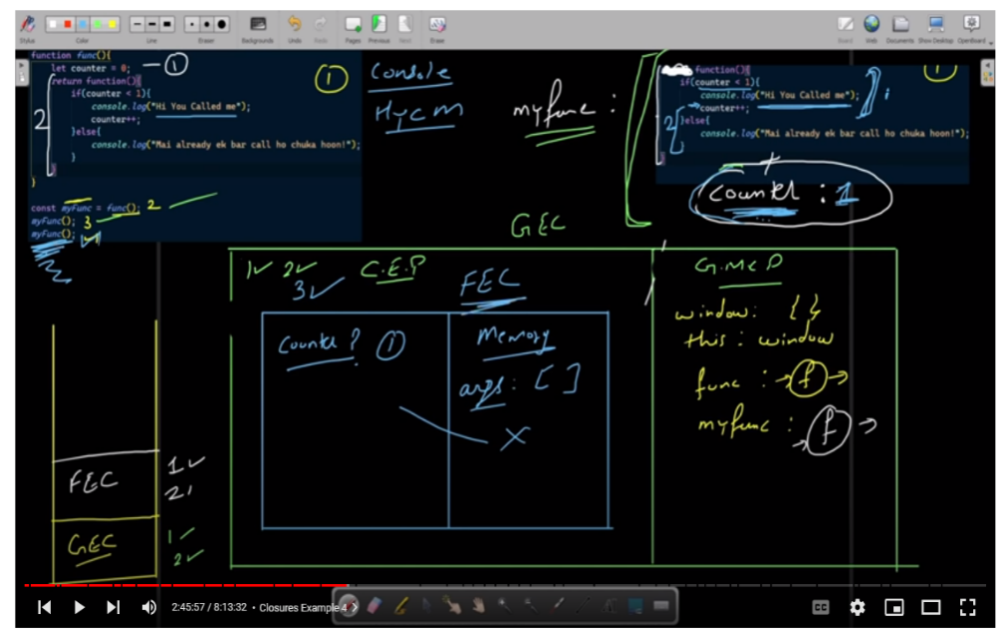 Stylus
Color
Line
Eraser
Backgrounds
Undo
Redo
Pages
Previous
Next
Erase
Board
Web
Documents
Show Desktop
OpenBoard
function func(){
let counter = 0; — 1
return function(){
if(counter < 1){
console.log("Hi You Called me");
counter++;
}else{
console.log("Mai already ek bar call ho chuka hoon!");
}
}
}
2
1
const myFunc = func(); 2
myFunc(); 3
myFunc();
Console
Hycm
myfunc :
function(){
if(counter < 1){
console.log("Hi You Called me");
counter++;
}else{
console.log("Mai already ek bar call ho chuka hoon!");
}
1
2
counter : 1
GEC
1✓ 2✓ C.E.P
3✓
FEC
counter ? 1
Memory
args : [ ]
X
G.M.C.P
window : { }
this : window
func : → f →
myfunc : → f →
FEC
1✓
2
GEC
1✓
2✓
2:45:57 / 8:13:32 • Closures Example 4
CC